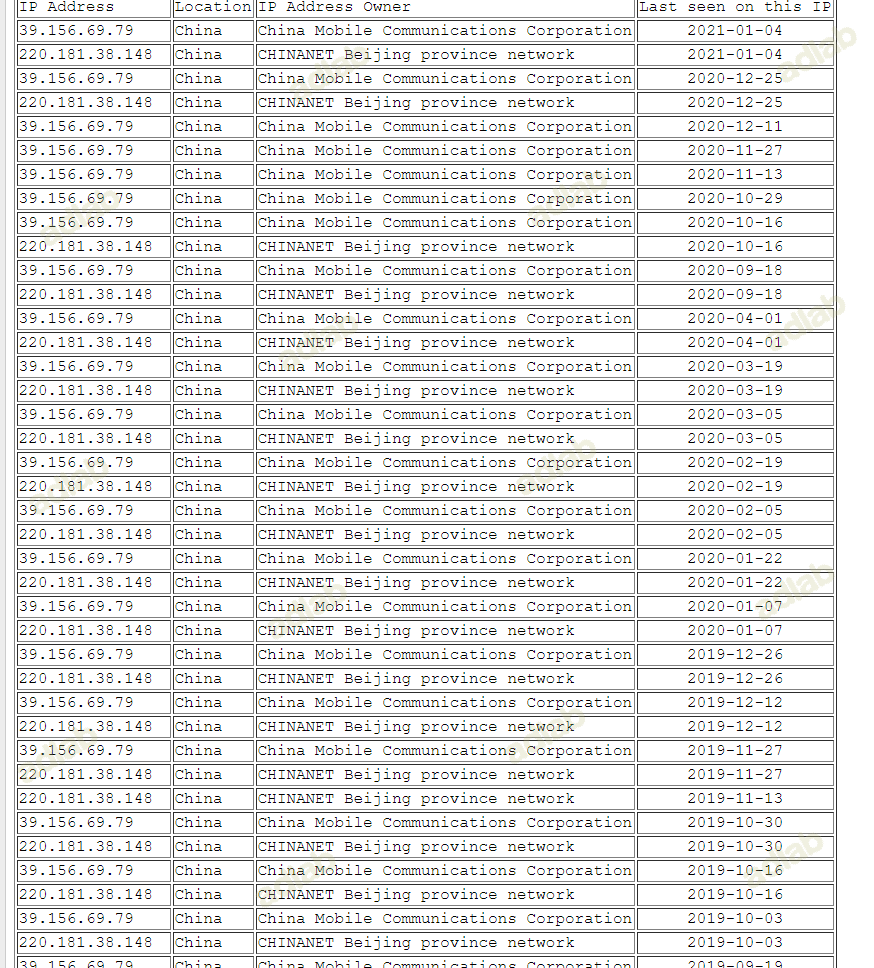 IP Address Location IP Address Owner Last seen on this IP
39.156.69.79 China China Mobile Communications Corporation 2021-01-04
220.181.38.148 China CHINANET Beijing province network 2021-01-04
39.156.69.79 China China Mobile Communications Corporation 2020-12-25
220.181.38.148 China CHINANET Beijing province network 2020-12-25
39.156.69.79 China China Mobile Communications Corporation 2020-12-11
39.156.69.79 China China Mobile Communications Corporation 2020-11-27
39.156.69.79 China China Mobile Communications Corporation 2020-11-13
39.156.69.79 China China Mobile Communications Corporation 2020-10-29
39.156.69.79 China China Mobile Communications Corporation 2020-10-16
220.181.38.148 China CHINANET Beijing province network 2020-10-16
39.156.69.79 China China Mobile Communications Corporation 2020-09-18
220.181.38.148 China CHINANET Beijing province network 2020-09-18
39.156.69.79 China China Mobile Communications Corporation 2020-04-01
220.181.38.148 China CHINANET Beijing province network 2020-04-01
39.156.69.79 China China Mobile Communications Corporation 2020-03-19
220.181.38.148 China CHINANET Beijing province network 2020-03-19
39.156.69.79 China China Mobile Communications Corporation 2020-03-05
220.181.38.148 China CHINANET Beijing province network 2020-03-05
39.156.69.79 China China Mobile Communications Corporation 2020-02-19
220.181.38.148 China CHINANET Beijing province network 2020-02-19
39.156.69.79 China China Mobile Communications Corporation 2020-02-05
220.181.38.148 China CHINANET Beijing province network 2020-02-05
39.156.69.79 China China Mobile Communications Corporation 2020-01-22
220.181.38.148 China CHINANET Beijing province network 2020-01-22
39.156.69.79 China China Mobile Communications Corporation 2020-01-07
220.181.38.148 China CHINANET Beijing province network 2020-01-07
39.156.69.79 China China Mobile Communications Corporation 2019-12-26
220.181.38.148 China CHINANET Beijing province network 2019-12-26
39.156.69.79 China China Mobile Communications Corporation 2019-12-12
220.181.38.148 China CHINANET Beijing province network 2019-12-12
39.156.69.79 China China Mobile Communications Corporation 2019-11-27
220.181.38.148 China CHINANET Beijing province network 2019-11-27
220.181.38.148 China CHINANET Beijing province network 2019-11-13
39.156.69.79 China China Mobile Communications Corporation 2019-10-30
220.181.38.148 China CHINANET Beijing province network 2019-10-30
39.156.69.79 China China Mobile Communications Corporation 2019-10-16
220.181.38.148 China CHINANET Beijing province network 2019-10-16
39.156.69.79 China China Mobile Communications Corporation 2019-10-03
220.181.38.148 China CHINANET Beijing province network 2019-10-03
39.156.69.79 China China Mobile Communications Corporation 2019-09-19
adlab
adlab
adlab
adlab
adlab
adlab
adlab
adlab
adlab
adlab
adlab
adlab
adlab
adlab